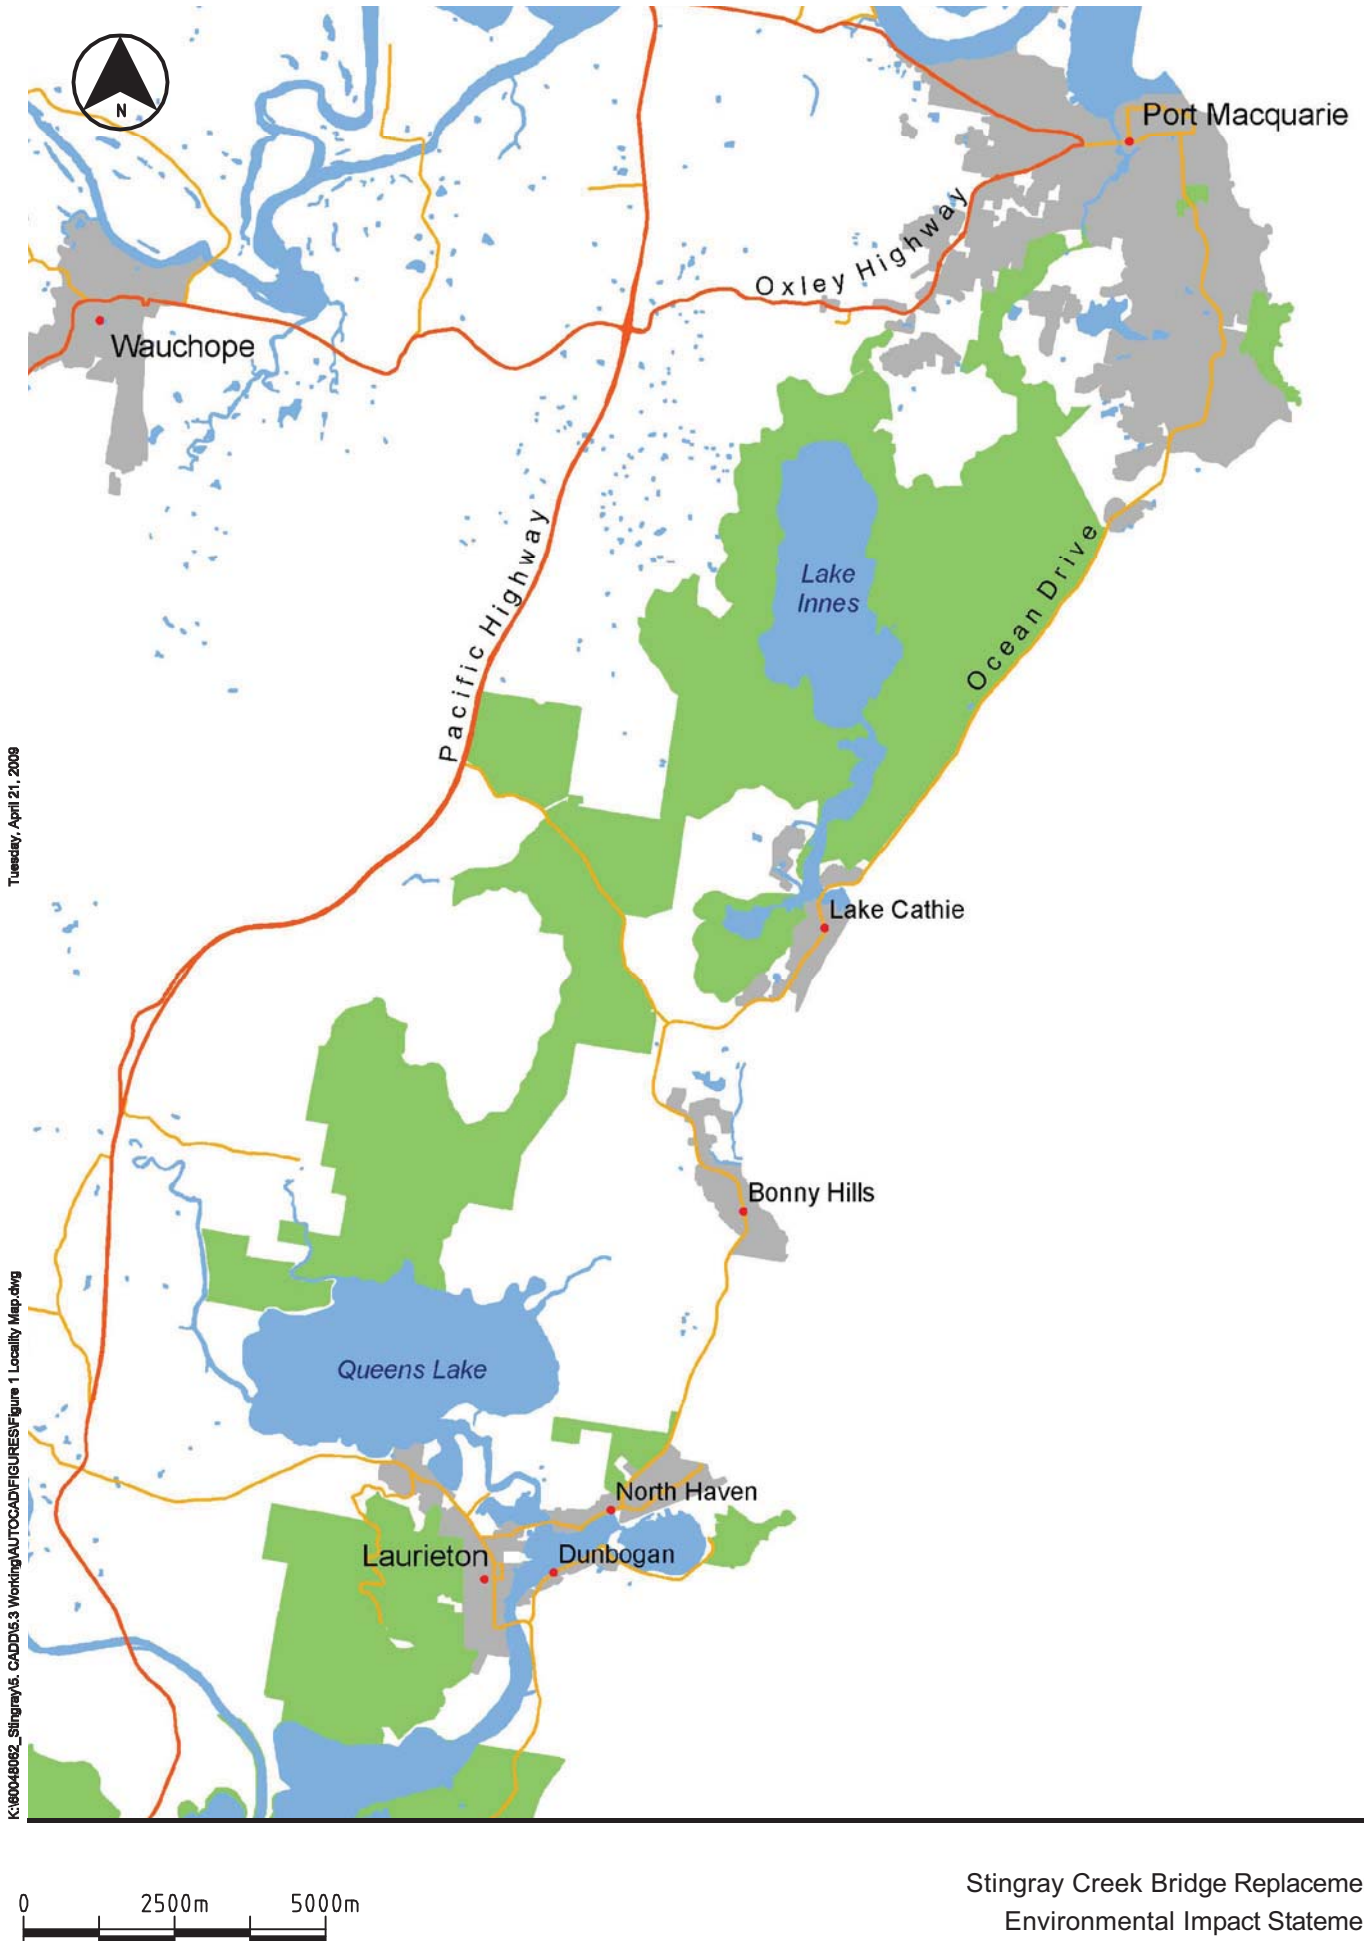 N
Port Macquarie
Oxley Highway
Wauchope
Pacific Highway
Lake
Innes
Ocean Drive
Lake Cathie
Bonny Hills
Queens Lake
North Haven
Laurieton
Dunbogan
Tuesday, April 21, 2009
K:\60048062_Stingray\5. CADD\5.3 Working\AUTOCAD\FIGURES\Figure 1 Locality Map.dwg
0 2500m 5000m
Stingray Creek Bridge Replaceme
Environmental Impact Stateme